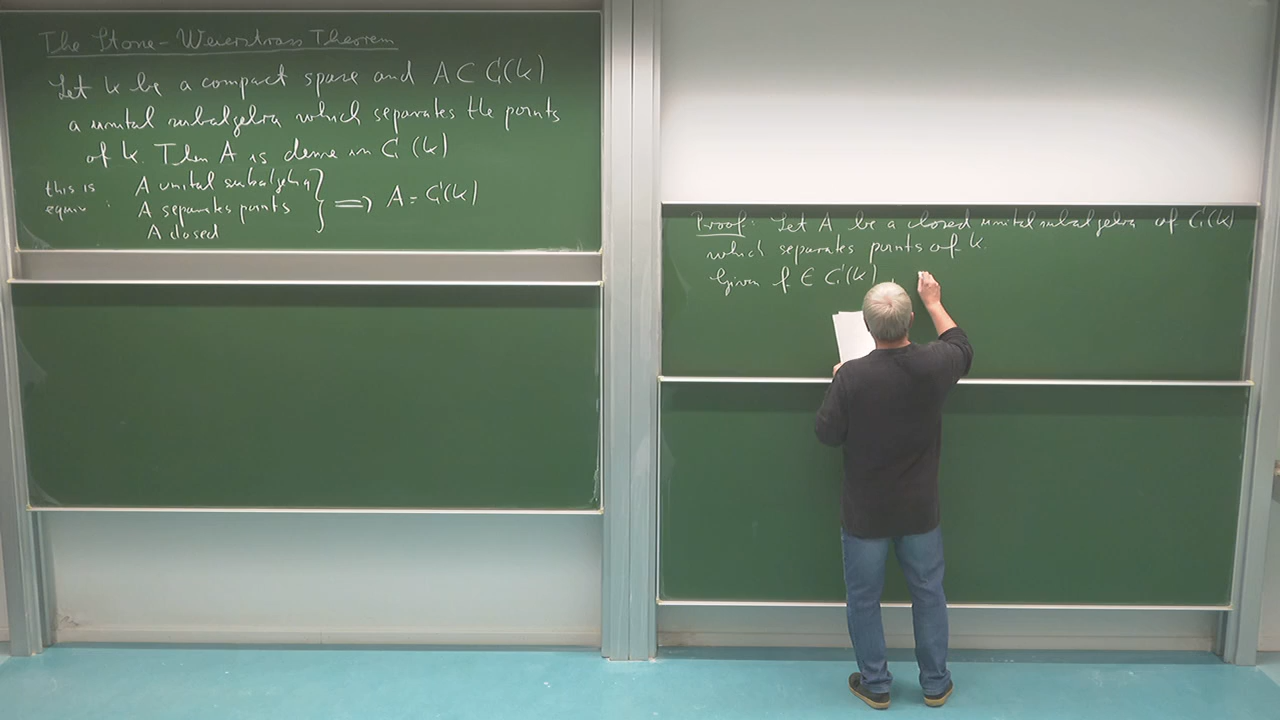 The Stone-Weierstrass Theorem
Let K be a compact space and A ⊂ C(K)
a unital subalgebra which separates the points
of K. Then A is dense in C(K)
this is
equiv :
A unital subalgebra
A separates points
A closed
} ⟹ A = C(K)
Proof: Let A be a closed unital subalgebra of C(K)
which separates points of K.
Given f ∈ C(K)